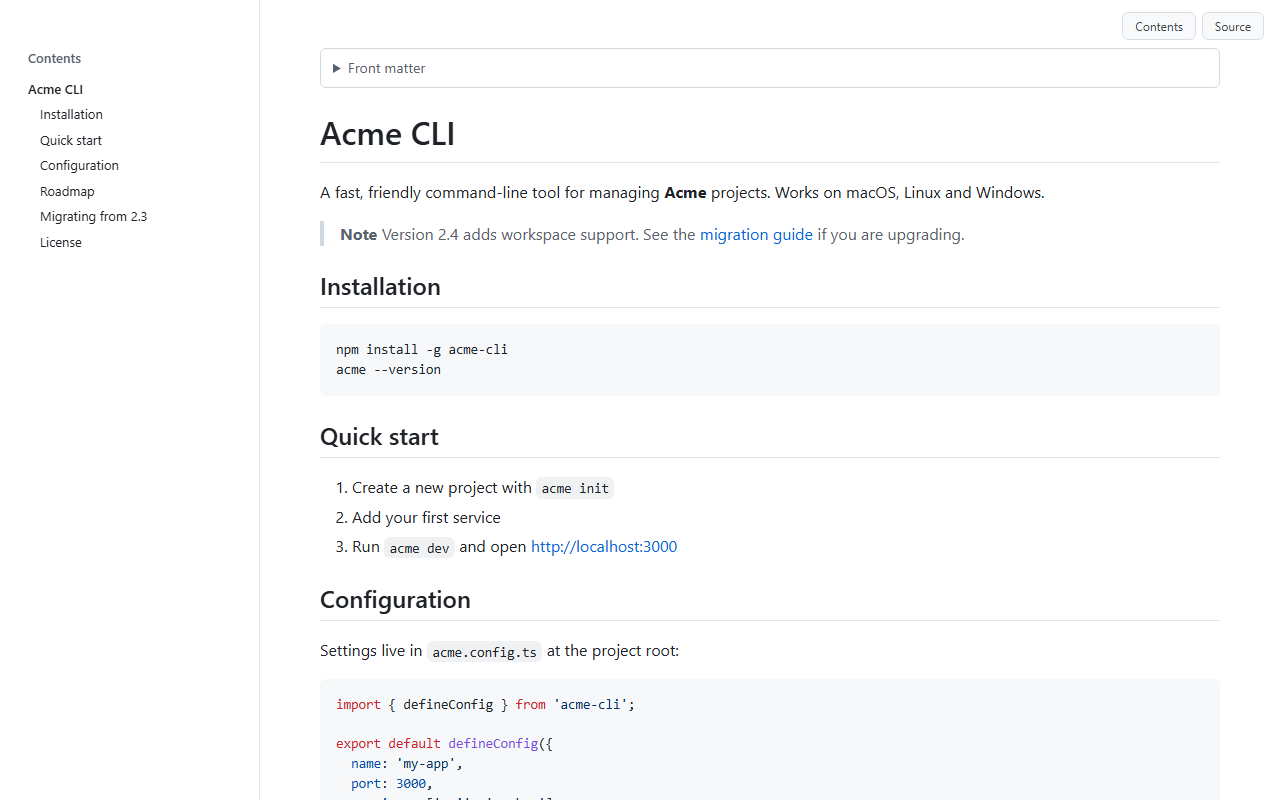 Contents
Source
Contents
Acme CLI
Installation
Quick start
Configuration
Roadmap
Migrating from 2.3
License
Front matter
Acme CLI
A fast, friendly command-line tool for managing Acme projects. Works on macOS, Linux and Windows.
Note Version 2.4 adds workspace support. See the migration guide if you are upgrading.
Installation
npm install -g acme-cli
acme --version
Quick start
1. Create a new project with acme init
2. Add your first service
3. Run acme dev and open http://localhost:3000
Configuration
Settings live in acme.config.ts at the project root:
import { defineConfig } from 'acme-cli';
export default defineConfig({
name: 'my-app',
port: 3000,